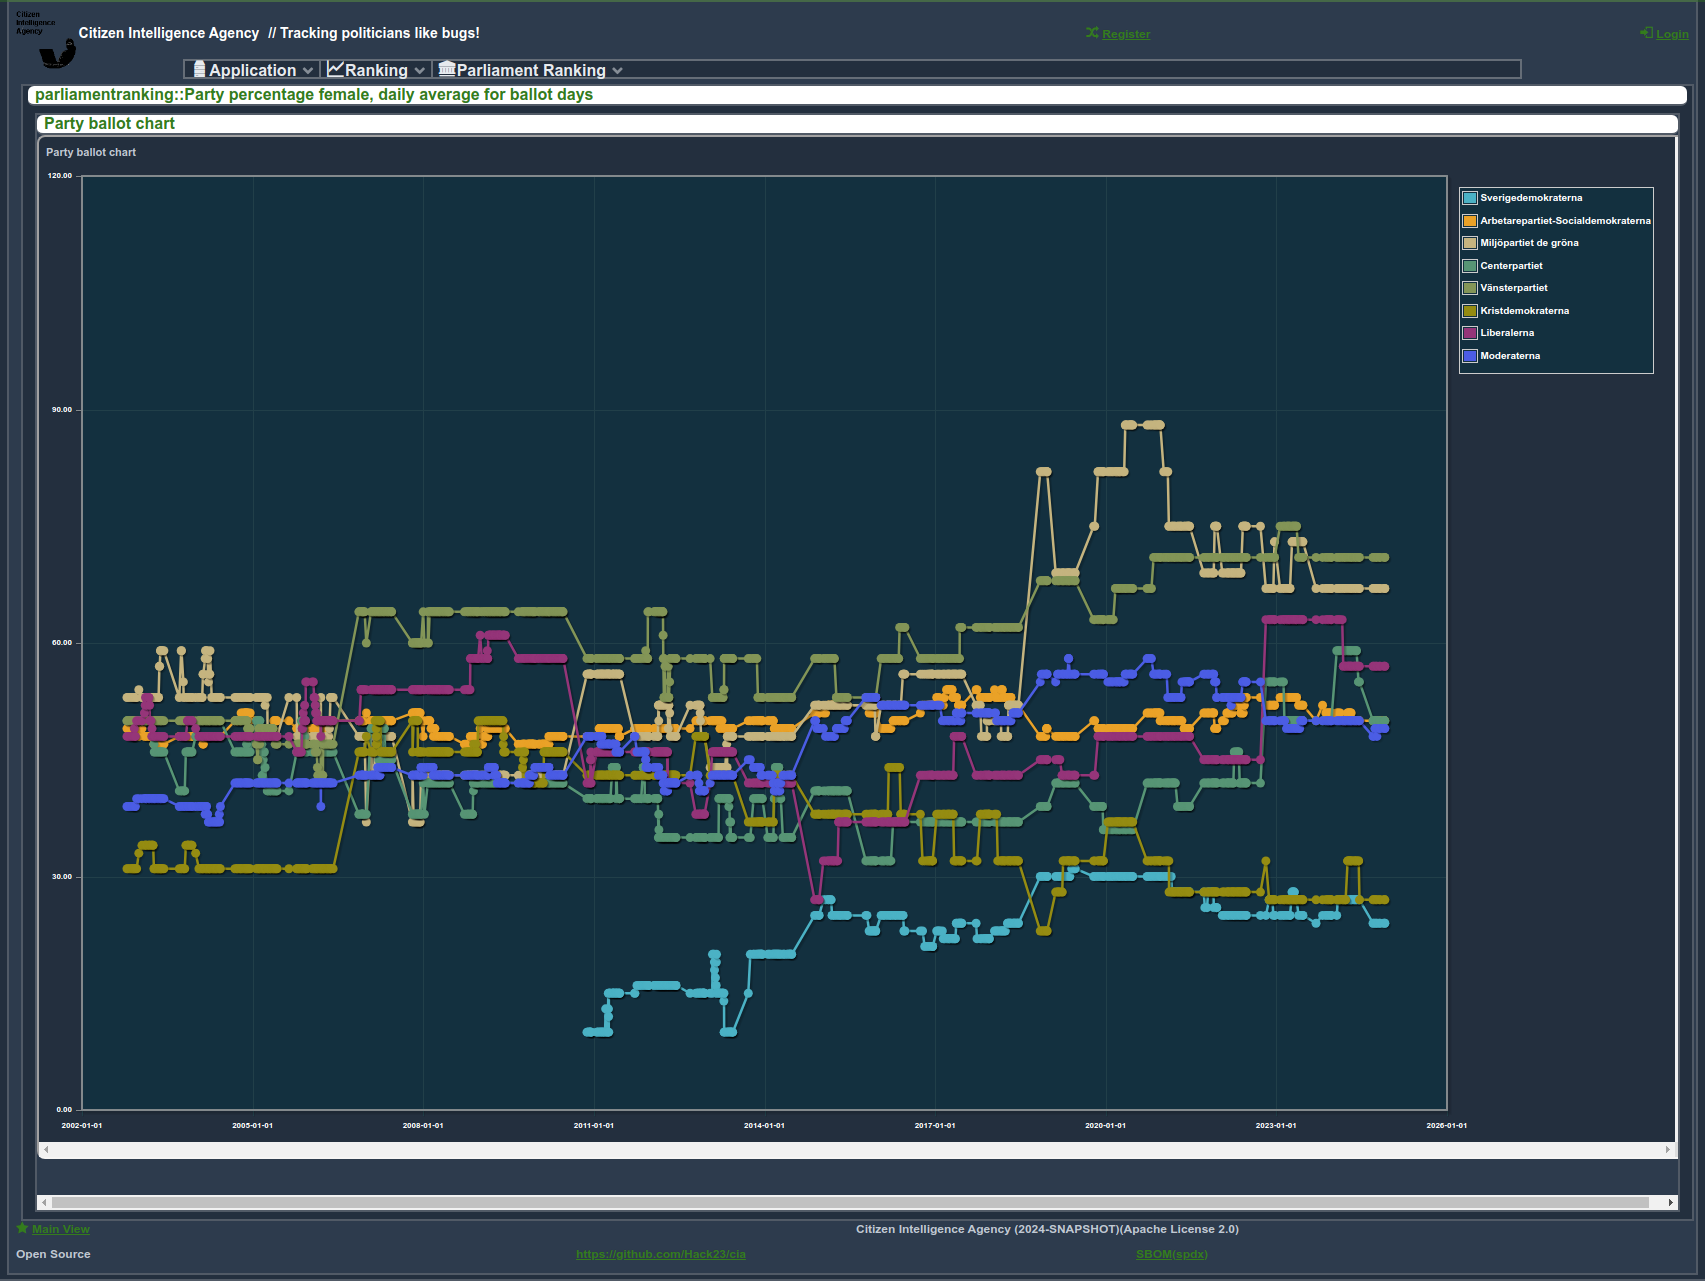 Citizen
Intelligence
Agency
Citizen Intelligence Agency // Tracking politicians like bugs!
Register
Login
Application
Ranking
Parliament Ranking
parliamentranking::Party percentage female, daily average for ballot days
Party ballot chart
Party ballot chart
120.00
90.00
60.00
30.00
0.00
2002-01-01
2005-01-01
2008-01-01
2011-01-01
2014-01-01
2017-01-01
2020-01-01
2023-01-01
2026-01-01
Sverigedemokraterna
Arbetarepartiet-Socialdemokraterna
Miljöpartiet de gröna
Centerpartiet
Vänsterpartiet
Kristdemokraterna
Liberalerna
Moderaterna
Main View
Citizen Intelligence Agency (2024-SNAPSHOT)(Apache License 2.0)
Open Source
https://github.com/Hack23/cia
SBOM(spdx)